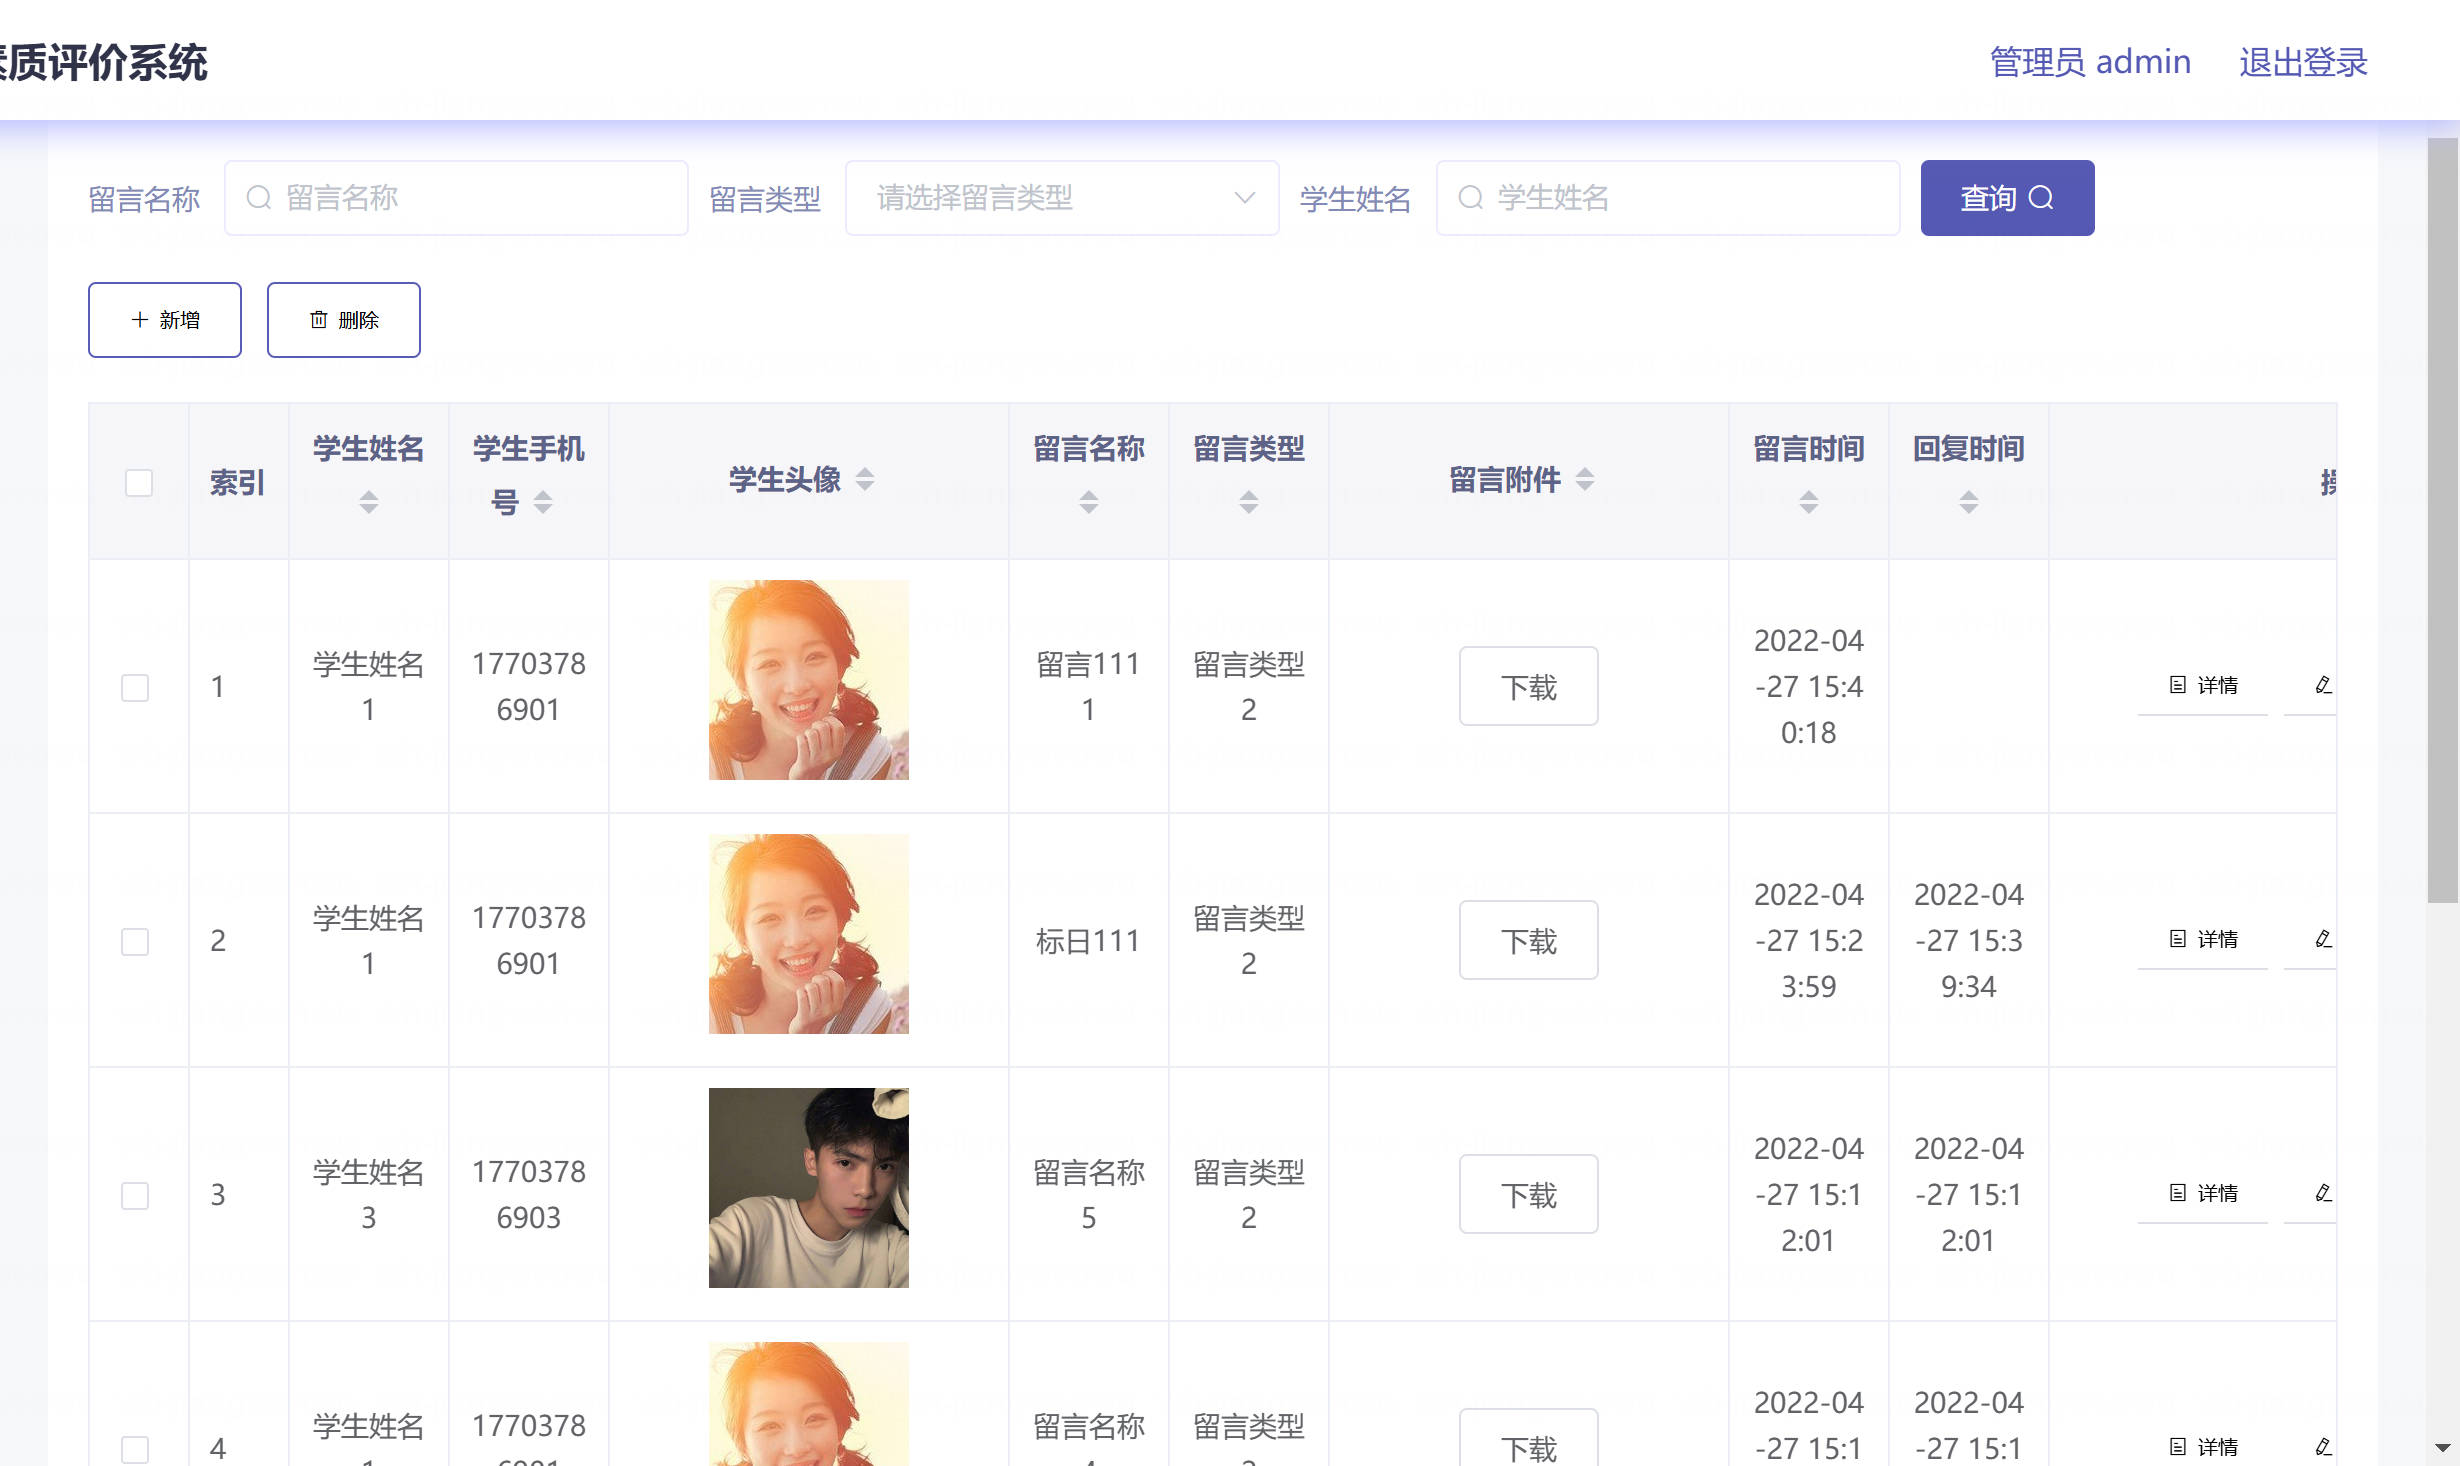 质评价系统
管理员 admin 退出登录
留言名称 留言名称 留言类型 请选择留言类型 学生姓名 学生姓名 查询
新增 删除
索引 学生姓名 学生手机号 学生头像 留言名称 留言类型 留言附件 留言时间 回复时间
1 学生姓名1 17703786901 留言1111 留言类型2 下载 2022-04-27 15:40:18 详情
2 学生姓名1 17703786901 标日111 留言类型2 下载 2022-04-27 15:23:59 2022-04-27 15:39:34 详情
3 学生姓名3 17703786903 留言名称5 留言类型2 下载 2022-04-27 15:12:01 2022-04-27 15:12:01 详情
4 学生姓名 1770378 留言名称 留言类型 下载 2022-04-27 15:1 2022-04-27 15:1 详情